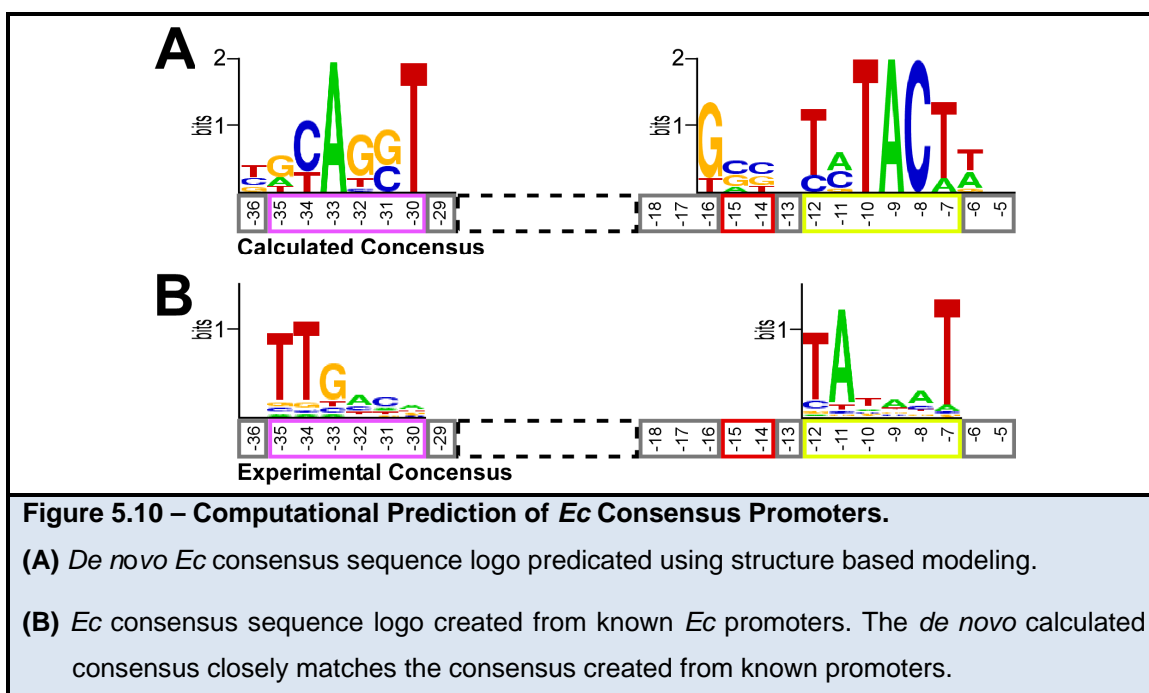 A
2
1
bits
T C G
G A T
C T
A
G T C
G C
T
2
1
bits
G T
C G A
C G T
T C
A C G
T
A
C
T A
T A
-36 -35 -34 -33 -32 -31 -30 -29 -18 -17 -16 -15 -14 -13 -12 -11 -10 -9 -8 -7 -6 -5
Calculated Concensus
B
1
bits
T G C A
T G C A
G T C
A C T
C A T
A
1
bits
T C
A T
T
A
A C
T A
-36 -35 -34 -33 -32 -31 -30 -29 -18 -17 -16 -15 -14 -13 -12 -11 -10 -9 -8 -7 -6 -5
Experimental Concensus
Figure 5.10 – Computational Prediction of Ec Consensus Promoters.
(A) De novo Ec consensus sequence logo predicated using structure based modeling.
(B) Ec consensus sequence logo created from known Ec promoters. The de novo calculated
consensus closely matches the consensus created from known promoters.